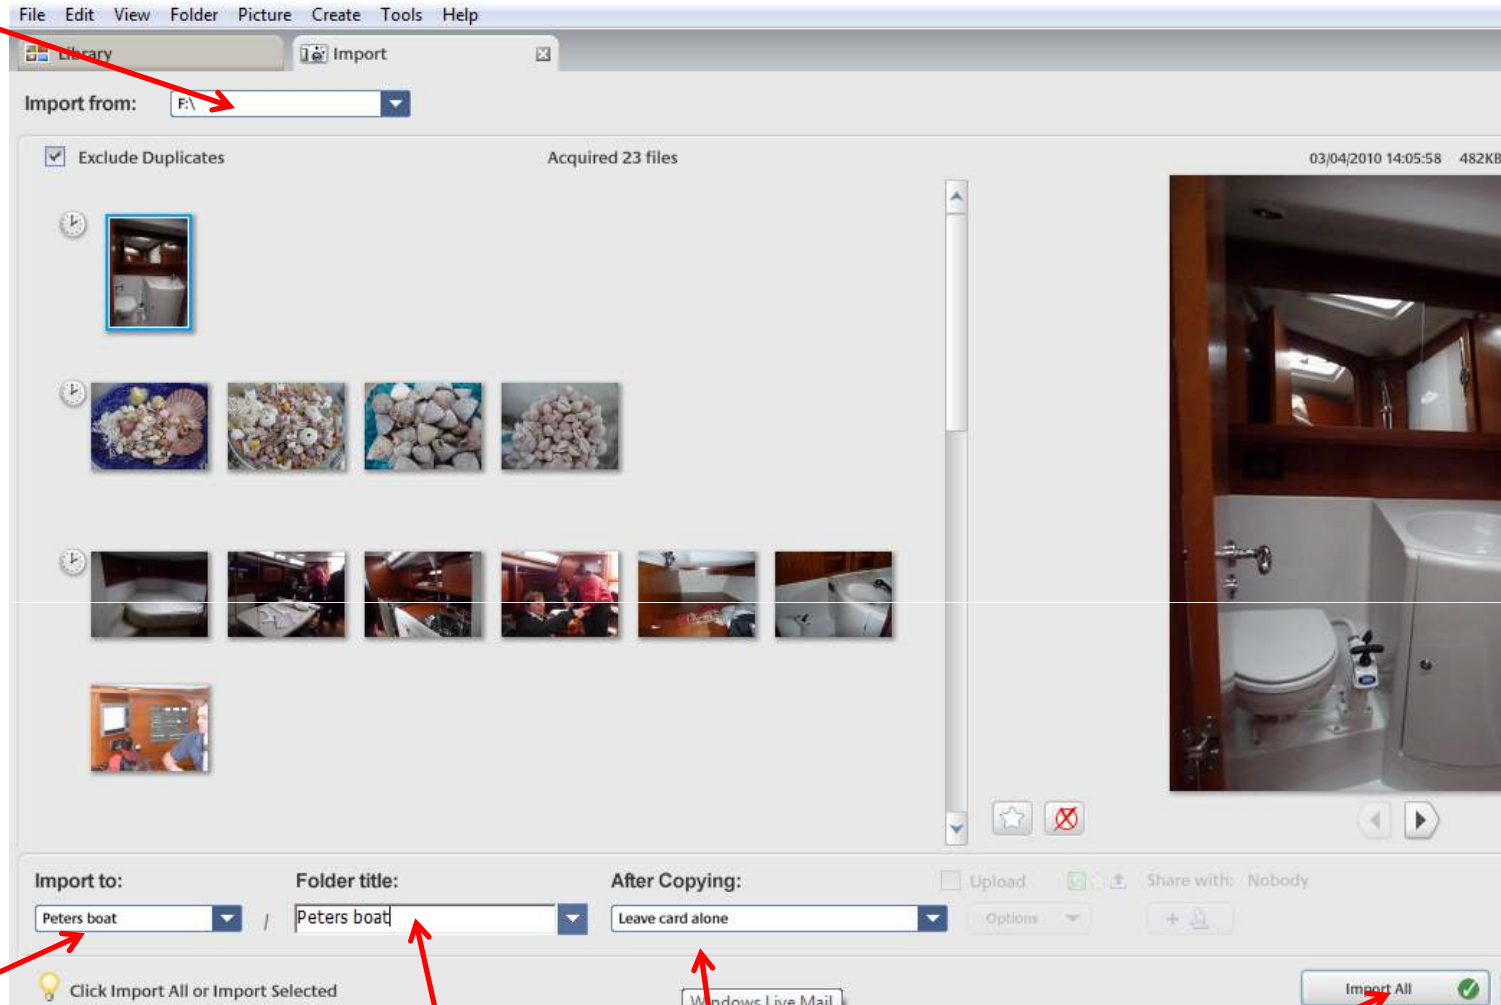 File Edit View Folder Picture Create Tools Help
Library Import
Import from: F:\
Exclude Duplicates Acquired 23 files 03/04/2010 14:05:58 482KB
Import to: Folder title: After Copying: Upload Share with: Nobody
Peters boat / Peters boat Leave card alone Options
Click Import All or Import Selected Windows Live Mail Import All